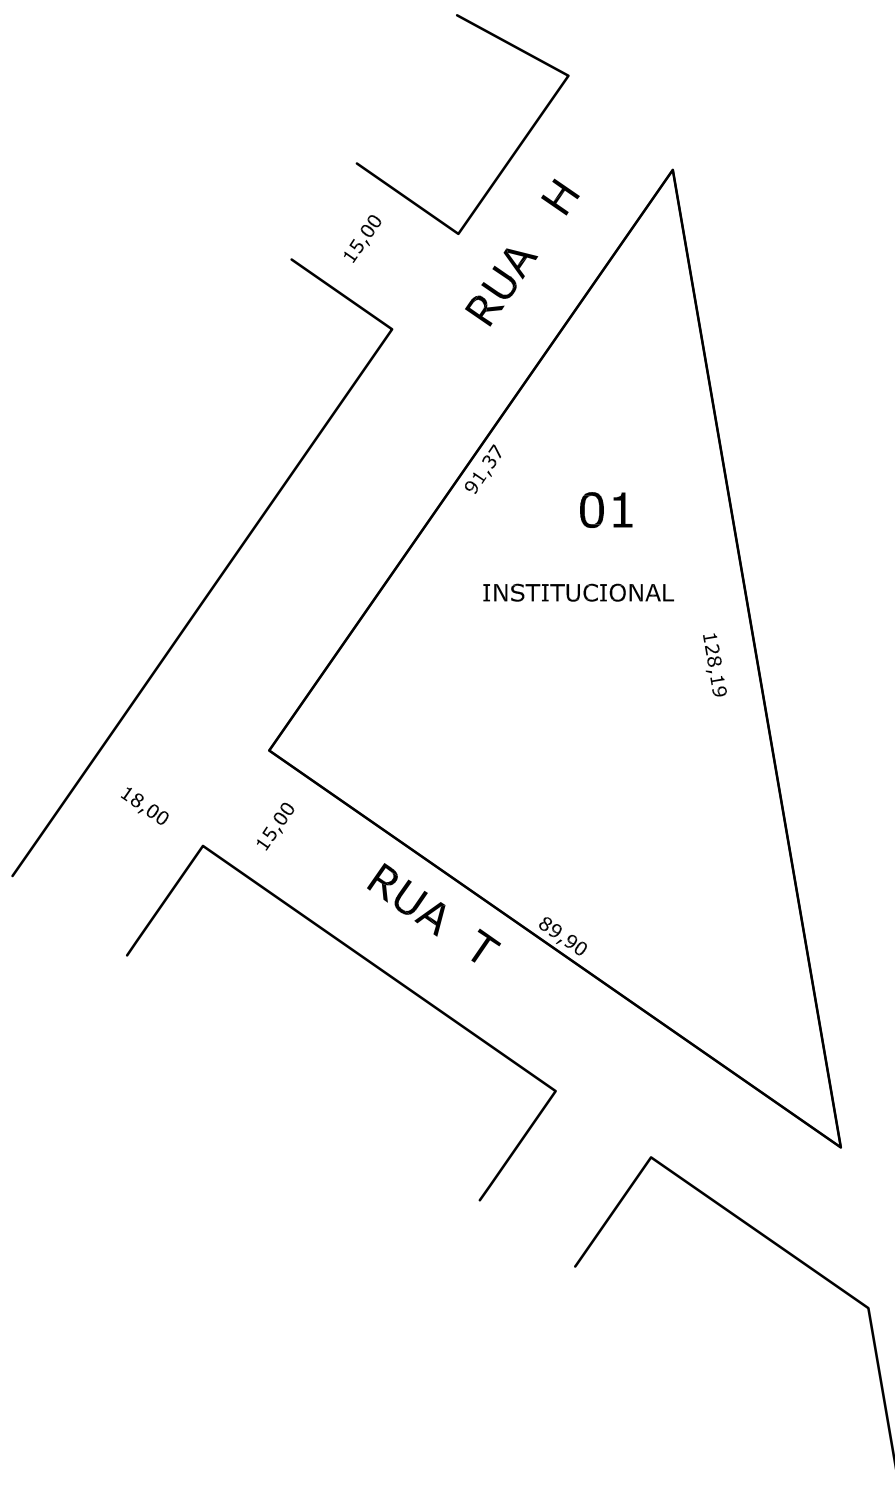 RUA H
15,00
91,37
01
INSTITUCIONAL
128,19
18,00
15,00
RUA T
89,90